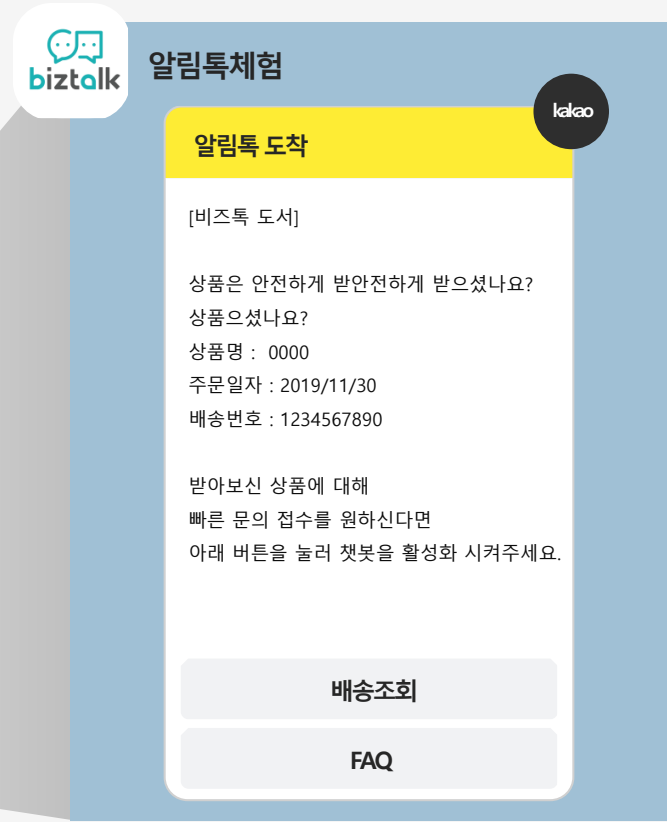 biztalk
알림톡체험
kakao
알림톡 도착
[비즈톡 도서]
상품은 안전하게 받안전하게 받으셨나요?
상품으셨나요?
상품명 : 0000
주문일자 : 2019/11/30
배송번호 : 1234567890
받아보신 상품에 대해
빠른 문의 접수를 원하신다면
아래 버튼을 눌러 챗봇을 활성화 시켜주세요.
배송조회
FAQ